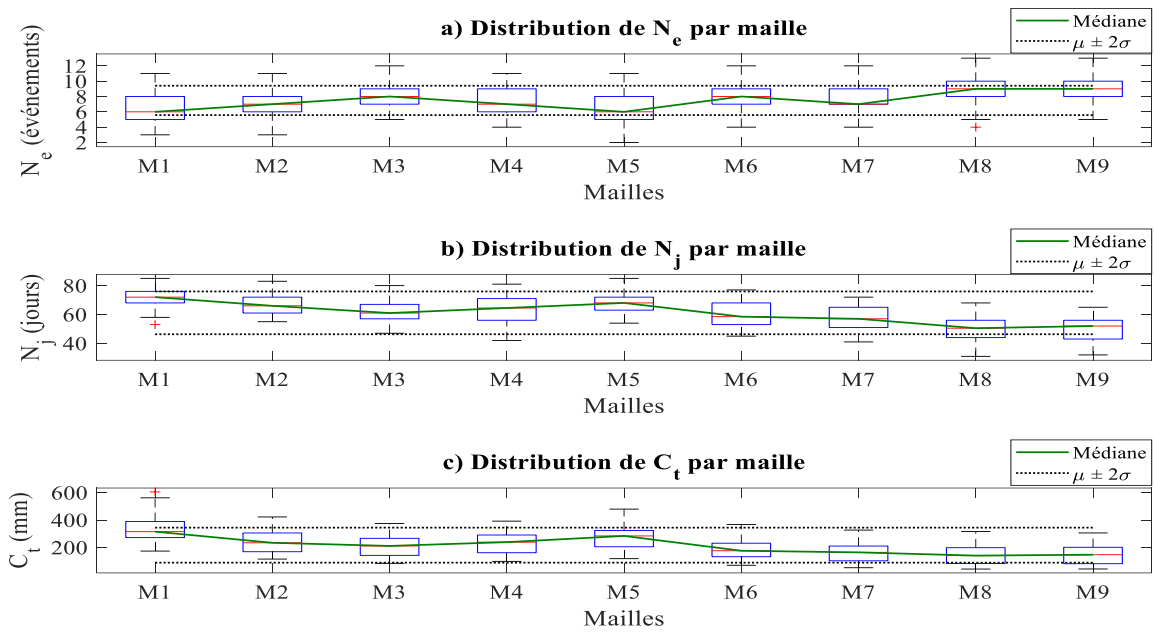 a) Distribution de N_e par maille
Médiane
μ ± 2σ
N_e (événements)
12
10
8
6
4
2
M1 M2 M3 M4 M5 M6 M7 M8 M9
Mailles
b) Distribution de N_j par maille
Médiane
μ ± 2σ
N_j (jours)
80
60
40
M1 M2 M3 M4 M5 M6 M7 M8 M9
Mailles
c) Distribution de C_t par maille
Médiane
μ ± 2σ
C_t (mm)
600
400
200
M1 M2 M3 M4 M5 M6 M7 M8 M9
Mailles